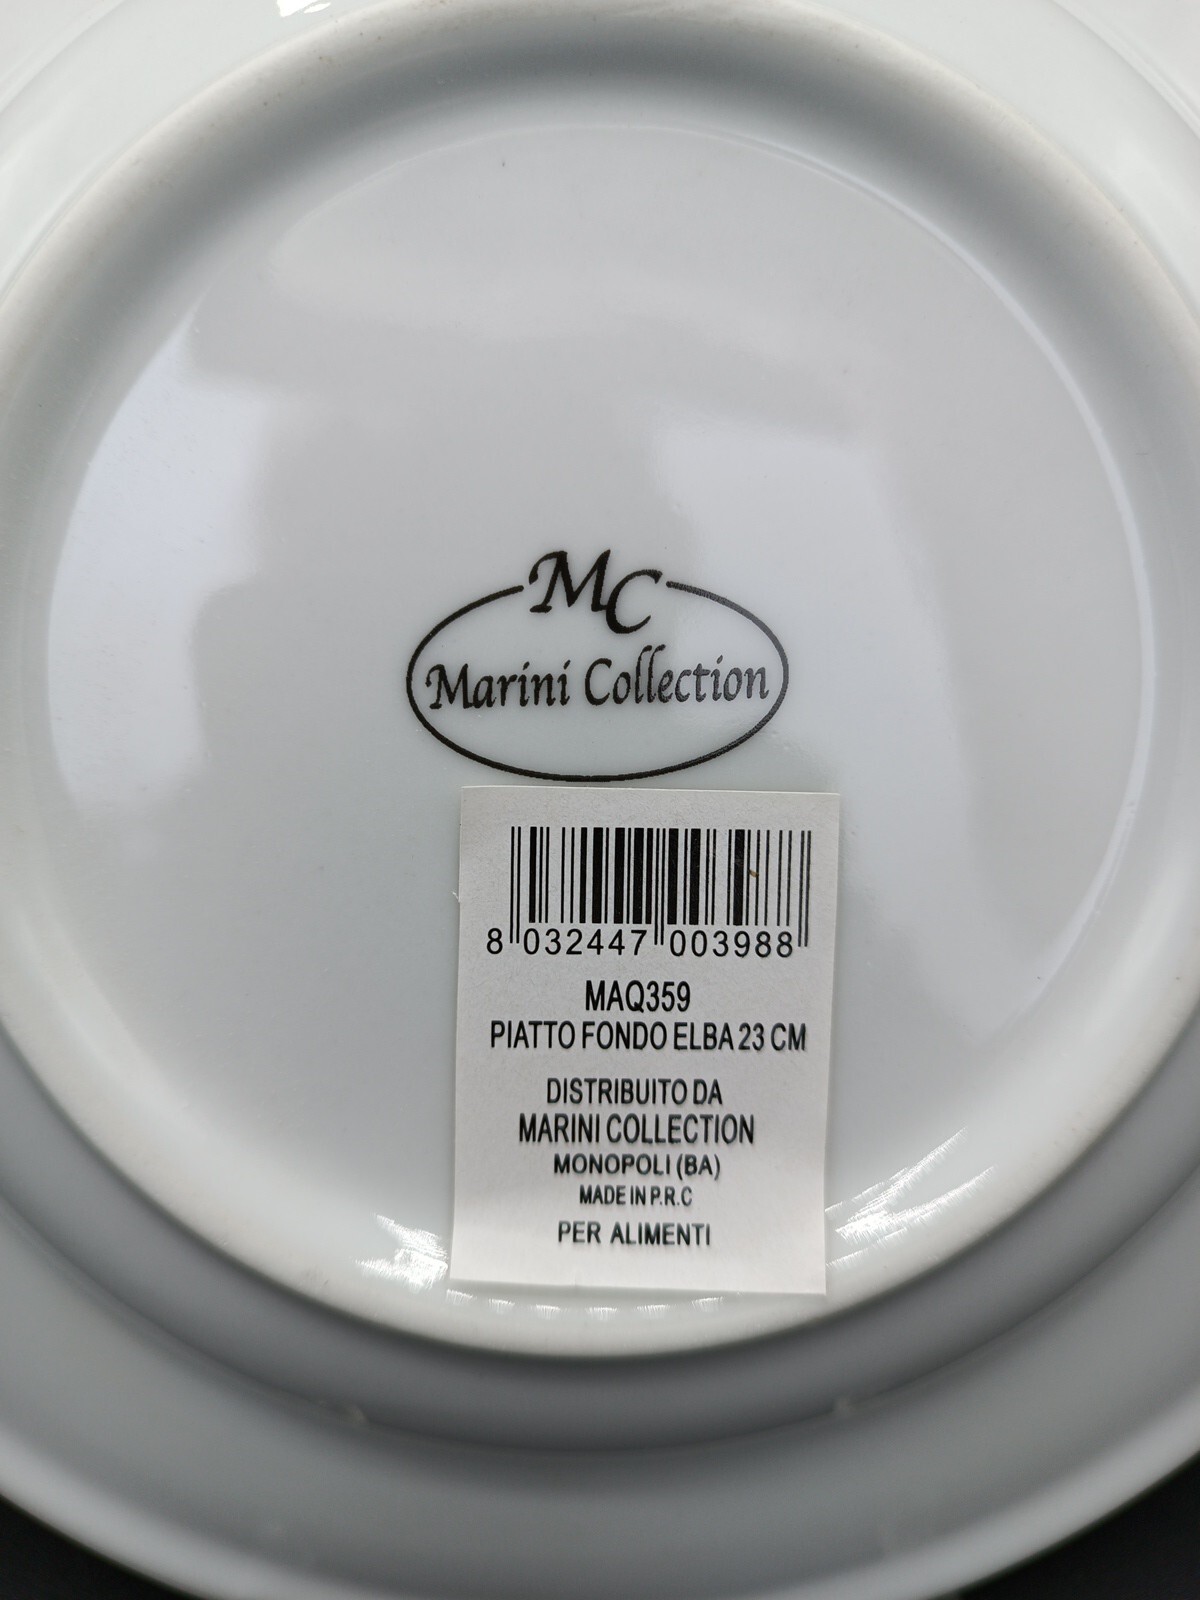 MC
Marini Collection
8 032447 003988
MAQ359
PIATTO FONDO ELBA 23 CM
DISTRIBUITO DA
MARINI COLLECTION
MONOPOLI (BA)
MADE IN P.R.C
PER ALIMENTI